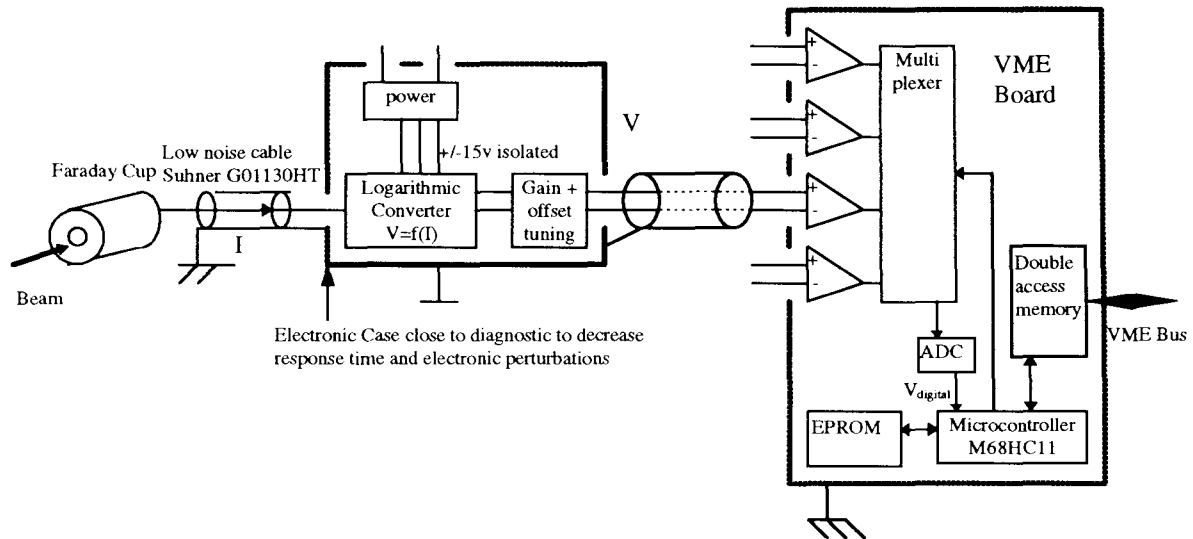 Faraday Cup
Beam
Low noise cable
Suhner G01130HT
I
power
+/-15v isolated
Logarithmic
Converter
V=f(I)
Gain +
offset
tuning
V
Electronic Case close to diagnostic to decrease
response time and electronic perturbations
+
-
+
-
+
-
+
-
Multi
plexer
VME
Board
ADC
Vdigital
EPROM
Microcontroller
M68HC11
Double
access
memory
VME Bus